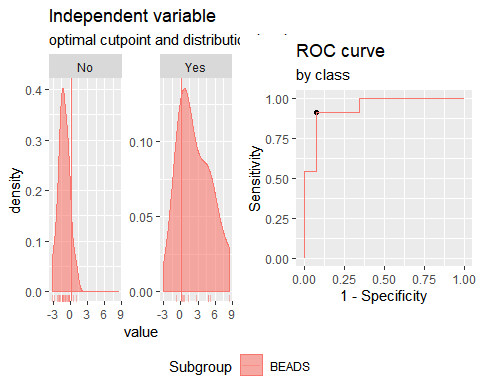 Independent variable
optimal cutpoint and distributio
No
Yes
0.4
0.3
0.2
0.1
0.0
density
0.10
0.05
0.00
-3 0 3 6 9
-3 0 3 6 9
value
ROC curve
by class
1.00
0.75
0.50
0.25
0.00
Sensitivity
0.00 0.25 0.50 0.75 1.00
1 - Specificity
Subgroup BEADS